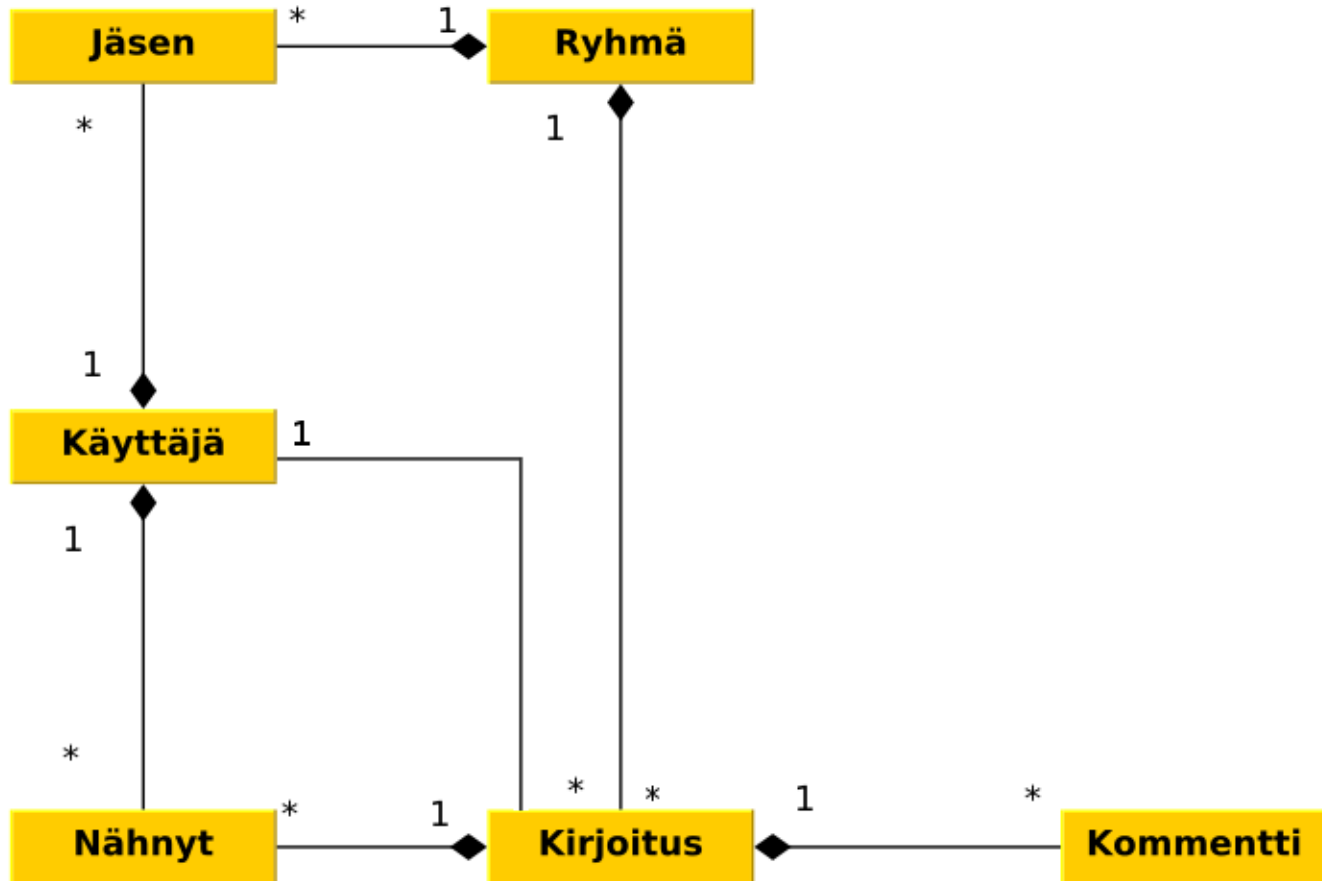 Jäsen
*
1
Ryhmä
*
1
1
Käyttäjä
1
1
*
*
*
Nähnyt
*
1
Kirjoitus
1
*
Kommentti